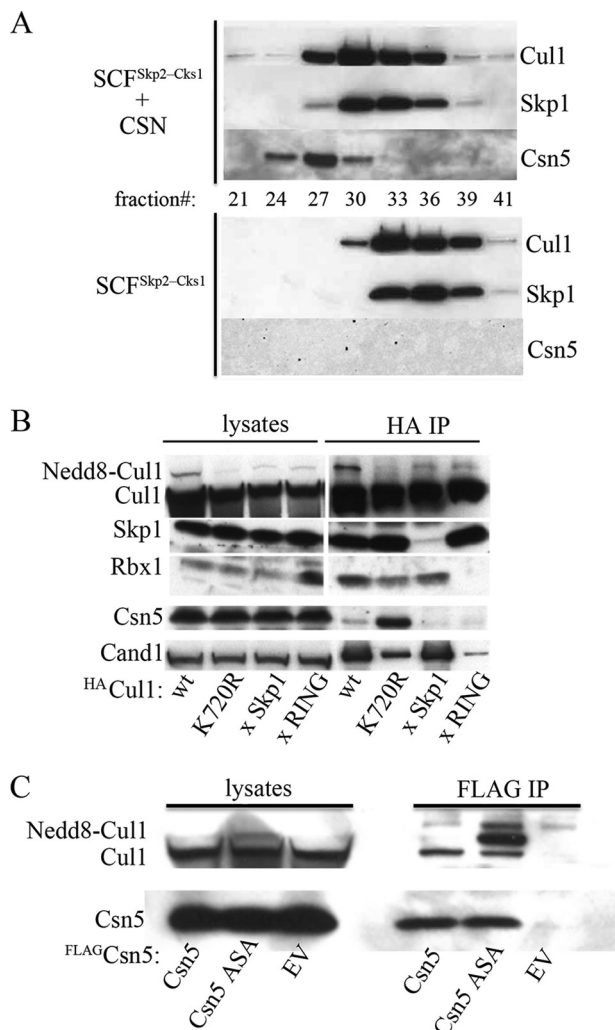 A
SCF^Skp2–Cks1
+
CSN
Cul1
Skp1
Csn5
fraction#: 21 24 27 30 33 36 39 41
SCF^Skp2–Cks1
Cul1
Skp1
Csn5
B
lysates HA IP
Nedd8-Cul1
Cul1
Skp1
Rbx1
Csn5
Cand1
^HACul1: wt K720R x Skp1 x RING wt K720R x Skp1 x RING
C
lysates FLAG IP
Nedd8-Cul1
Cul1
Csn5
^FLAGCsn5: Csn5 Csn5 ASA EV Csn5 Csn5 ASA EV